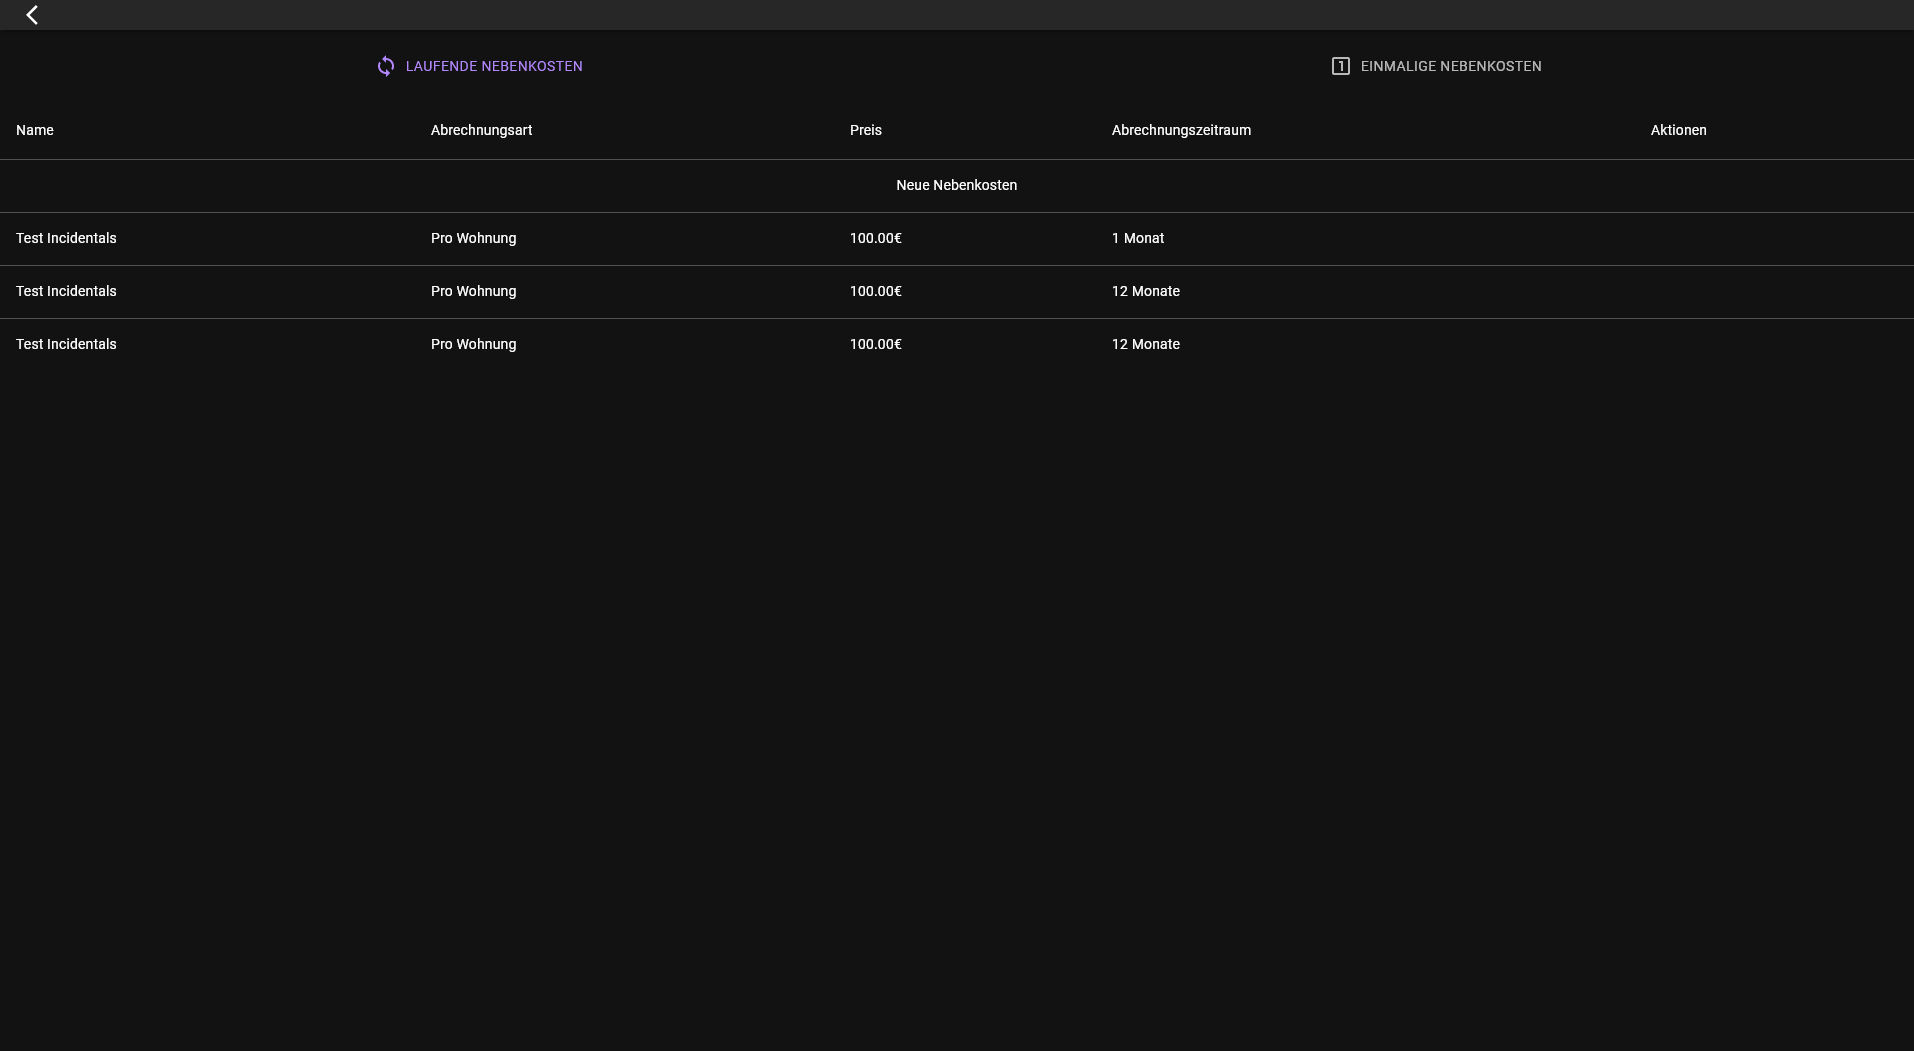 LAUFENDE NEBENKOSTEN EINMALIGE NEBENKOSTEN
Name Abrechnungsart Preis Abrechnungszeitraum Aktionen
Neue Nebenkosten
Test Incidentals Pro Wohnung 100.00€ 1 Monat
Test Incidentals Pro Wohnung 100.00€ 12 Monate
Test Incidentals Pro Wohnung 100.00€ 12 Monate